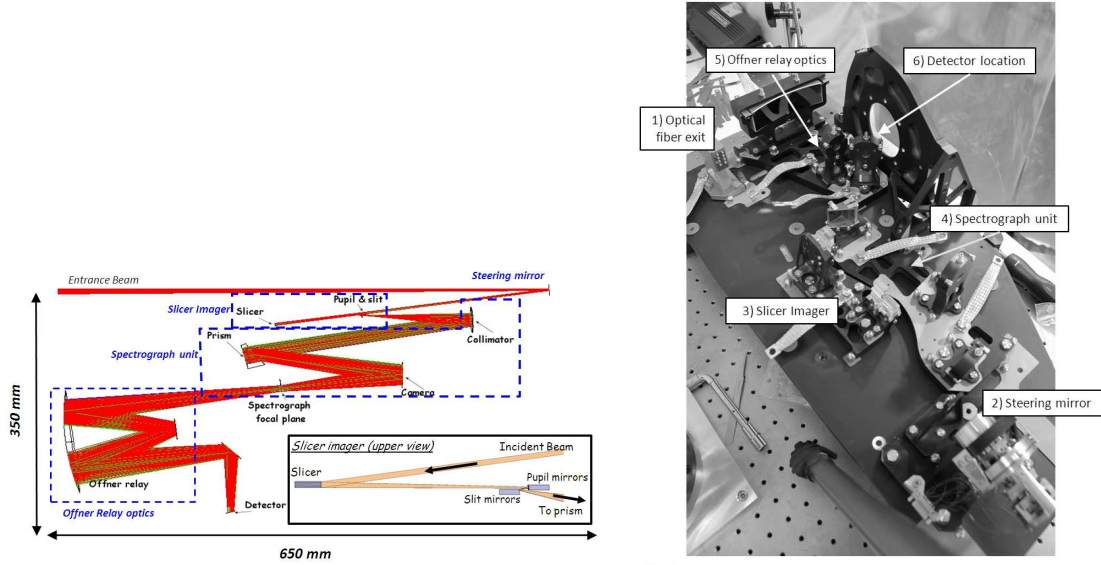 Entrance Beam
Steering mirror
Slicer Imager
Pupil & slit
Slicer
Collimator
Prism
Spectrograph unit
Camera
Spectrograph
focal plane
Offner relay
Offner Relay optics
Detector
350 mm
650 mm
Slicer imager (upper view)
Incident Beam
Slicer
Pupil mirrors
Slit mirrors
To prism
5) Offner relay optics
6) Detector location
1) Optical
fiber exit
4) Spectrograph unit
3) Slicer Imager
2) Steering mirror